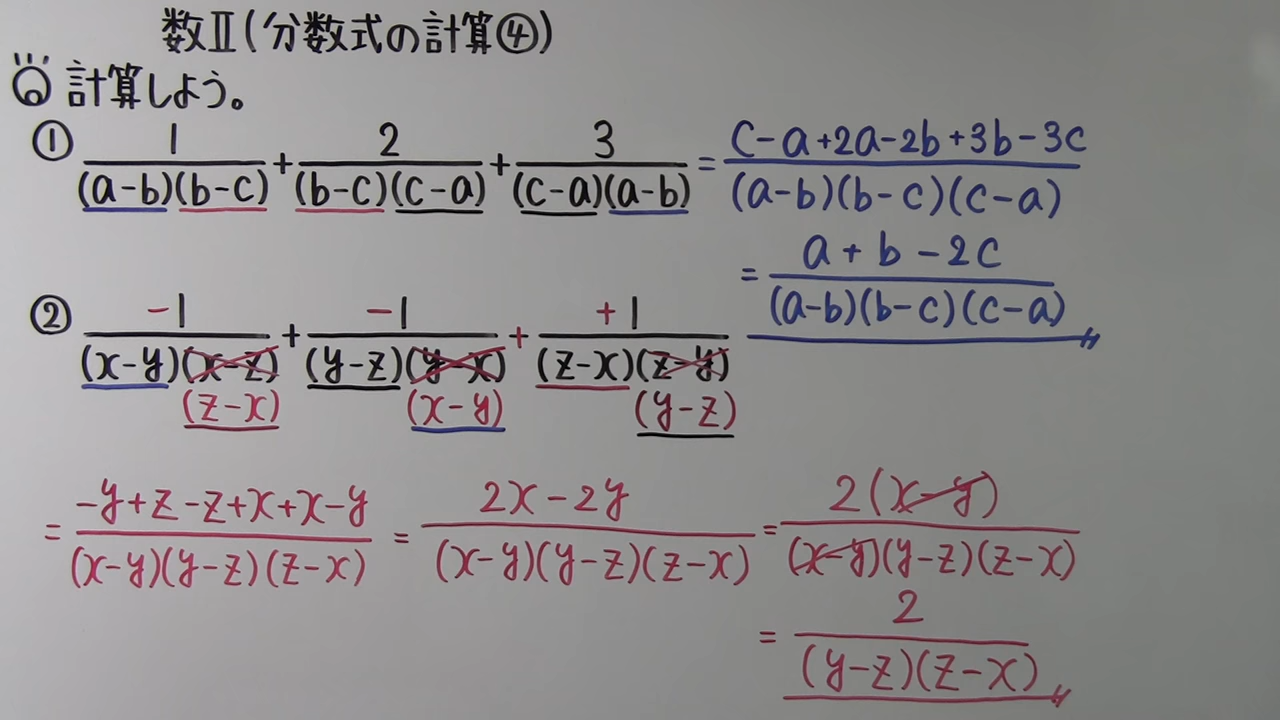 数Ⅱ(分数式の計算④)
Q 計算しよう。
① 1/((a-b)(b-c)) + 2/((b-c)(c-a)) + 3/((c-a)(a-b)) = (c-a+2a-2b+3b-3c)/((a-b)(b-c)(c-a))
= (a+b-2c)/((a-b)(b-c)(c-a))
② -1/((x-y)(x-z)) + -1/((y-z)(y-x)) + +1/((z-x)(z-y))
(z-x) (x-y) (y-z)
= (-y+z-z+x+x-y)/((x-y)(y-z)(z-x)) = (2x-2y)/((x-y)(y-z)(z-x)) = 2(x-y)/((x-y)(y-z)(z-x))
= 2/((y-z)(z-x))